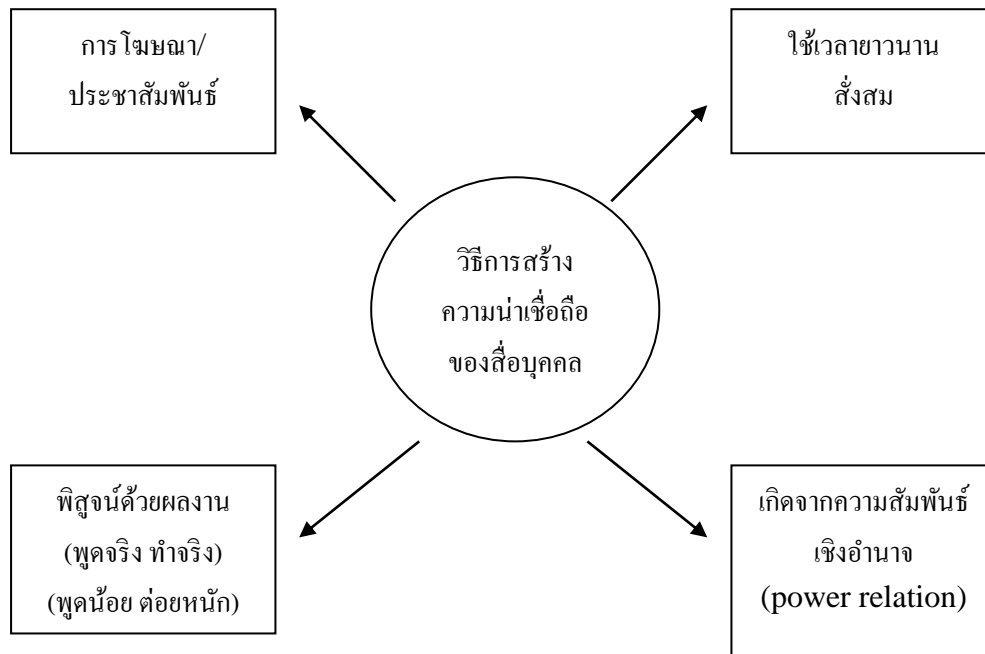 การโฆษณา/
ประชาสัมพันธ์
ใช้เวลายาวนาน
สั่งสม
วิธีการสร้าง
ความน่าเชื่อถือ
ของสื่อบุคคล
พิสูจน์ด้วยผลงาน
(พูดจริง ทำจริง)
(พูดน้อย ต่อยหนัก)
เกิดจากความสัมพันธ์
เชิงอำนาจ
(power relation)